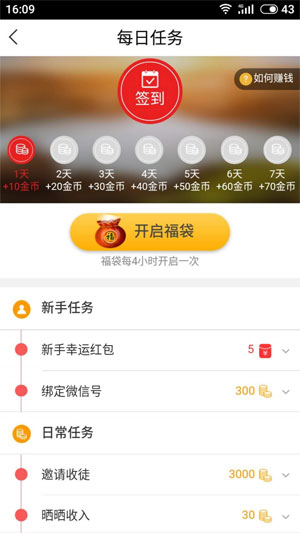 16:09
4G
43
每日任务
签到
如何赚钱
1天 2天 3天 4天 5天 6天 7天
+10金币 +20金币 +30金币 +40金币 +50金币 +60金币 +70金币
福 开启福袋
福袋每4小时开启一次
新手任务
新手幸运红包 5
绑定微信号 300
日常任务
邀请收徒 3000
晒晒收入 30